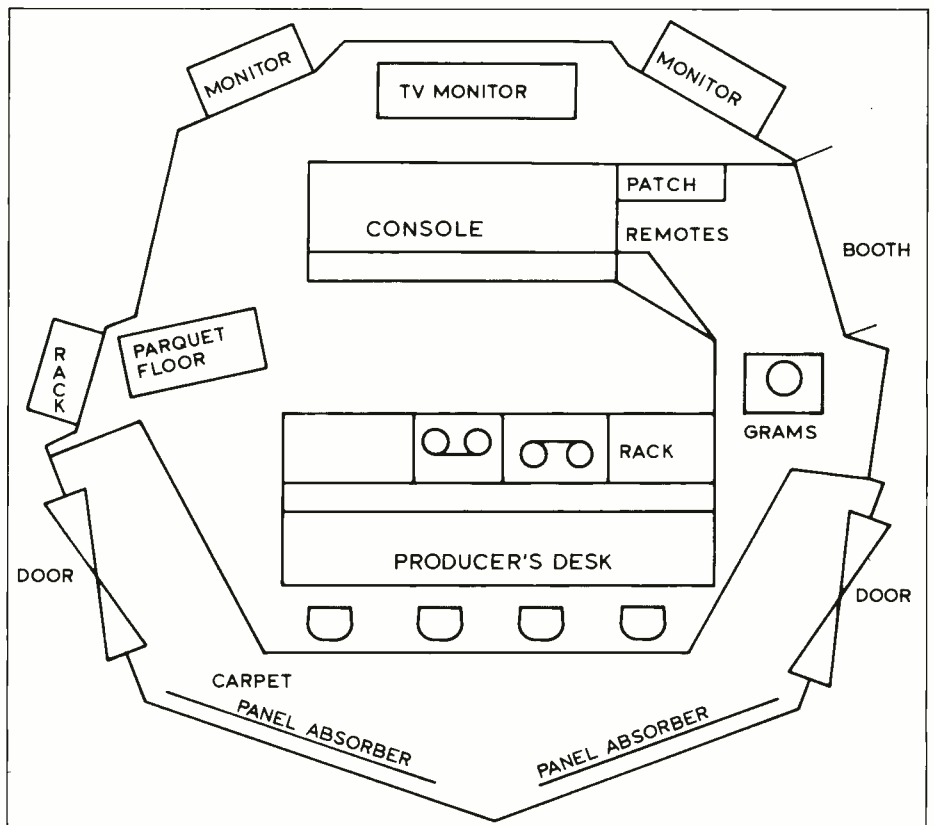 MONITOR
TV MONITOR
MONITOR
PATCH
CONSOLE
REMOTES
BOOTH
RACK
PARQUET
FLOOR
GRAMS
RACK
PRODUCER'S DESK
DOOR
DOOR
CARPET
PANEL ABSORBER
PANEL ABSORBER